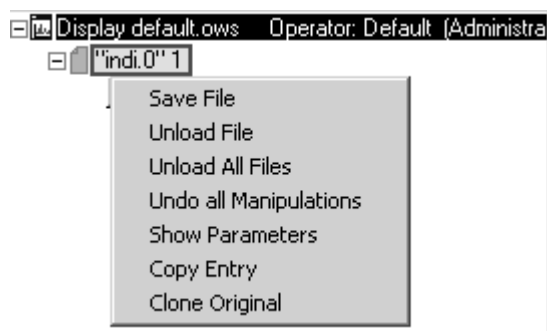 Display default.ows Operator: Default (Administra
"indi.0" 1
Save File
Unload File
Unload All Files
Undo all Manipulations
Show Parameters
Copy Entry
Clone Original